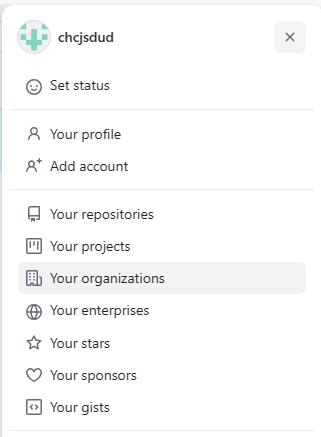 chcjsdud
Set status
Your profile
Add account
Your repositories
Your projects
Your organizations
Your enterprises
Your stars
Your sponsors
Your gists